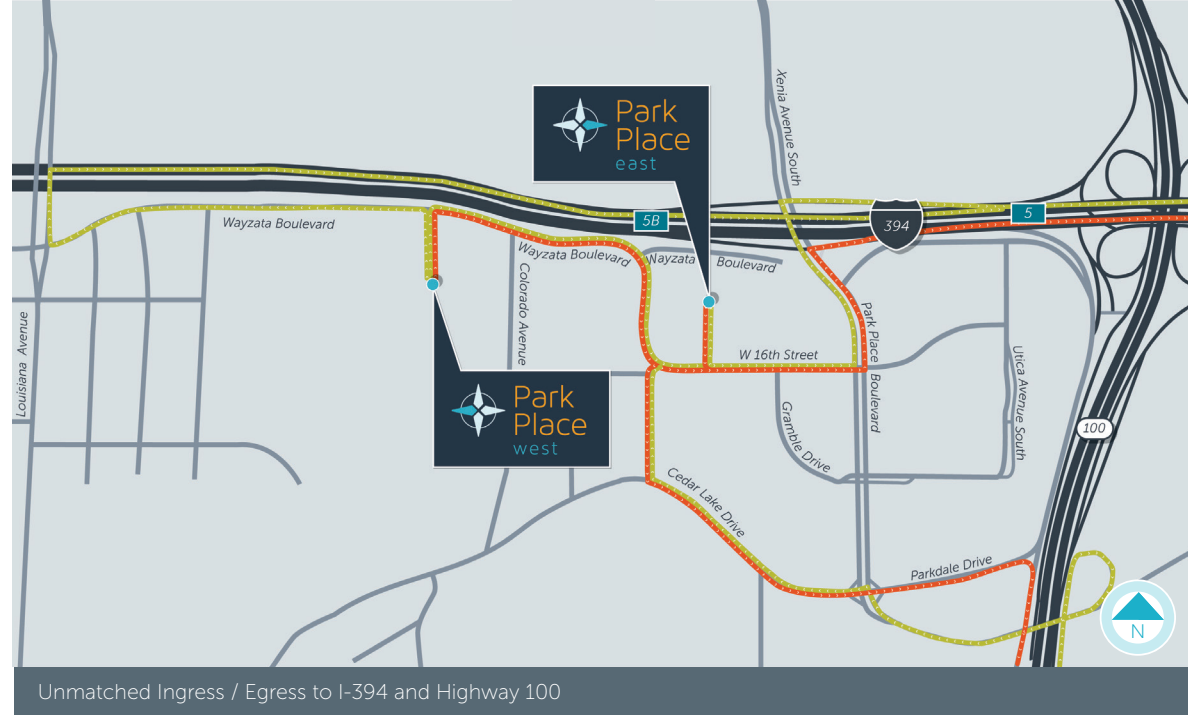 Xenia Avenue South
Park
Place
east
5B
394
5
Wayzata Boulevard
Wayzata Boulevard
Nayzata
Boulevard
Colorado Avenue
Louisiana Avenue
W 16th Street
Park Place
Boulevard
Utica Avenue South
Gramble Drive
100
Park
Place
west
Cedar Lake Drive
Parkdale Drive
N
Unmatched Ingress / Egress to I-394 and Highway 100